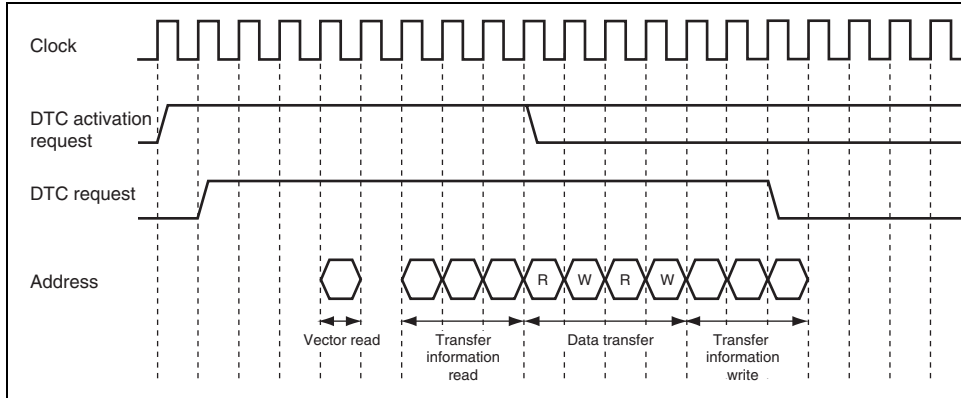 Clock
DTC activation
request
DTC request
Address
R W R W
Vector read
Transfer
information
read
Data transfer
Transfer
information
write